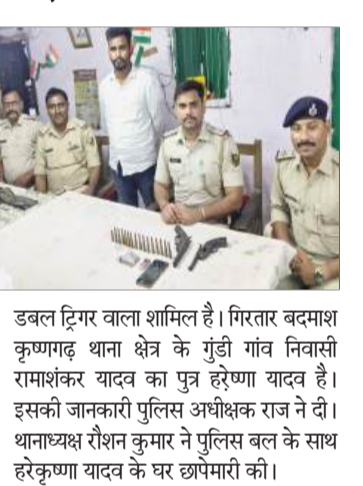 डबल ट्रिगर वाला शामिल है। गिरतार बदमाश
कृष्णगढ़ थाना क्षेत्र के गुंडी गांव निवासी
रामाशंकर यादव का पुत्र हरे्ष्णा यादव है।
इसकी जानकारी पुलिस अधीक्षक राज ने दी।
थानाध्यक्ष रौशन कुमार ने पुलिस बल के साथ
हरेकृष्णा यादव के घर छापेमारी की।